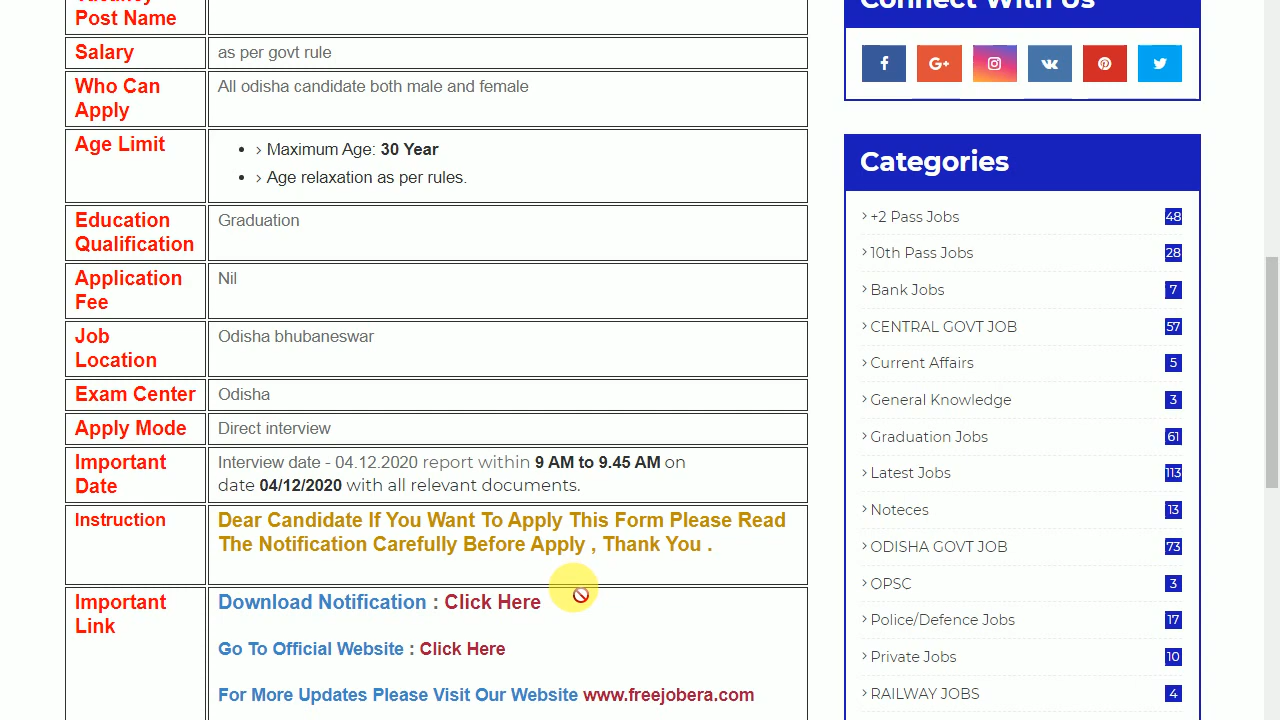 Post Name
Salary
as per govt rule
Who Can
Apply
All odisha candidate both male and female
Age Limit
• › Maximum Age: 30 Year
• › Age relaxation as per rules.
Education
Qualification
Graduation
Application
Fee
Nil
Job
Location
Odisha bhubaneswar
Exam Center
Odisha
Apply Mode
Direct interview
Important
Date
Interview date - 04.12.2020 report within 9 AM to 9.45 AM on
date 04/12/2020 with all relevant documents.
Instruction
Dear Candidate If You Want To Apply This Form Please Read
The Notification Carefully Before Apply , Thank You .
Important
Link
Download Notification : Click Here
Go To Official Website : Click Here
For More Updates Please Visit Our Website www.freejobera.com
Connect With Us
Categories
› +2 Pass Jobs 48
› 10th Pass Jobs 28
› Bank Jobs 7
› CENTRAL GOVT JOB 57
› Current Affairs 5
› General Knowledge 3
› Graduation Jobs 61
› Latest Jobs 113
› Noteces 13
› ODISHA GOVT JOB 73
› OPSC 3
› Police/Defence Jobs 17
› Private Jobs 10
› RAILWAY JOBS 4